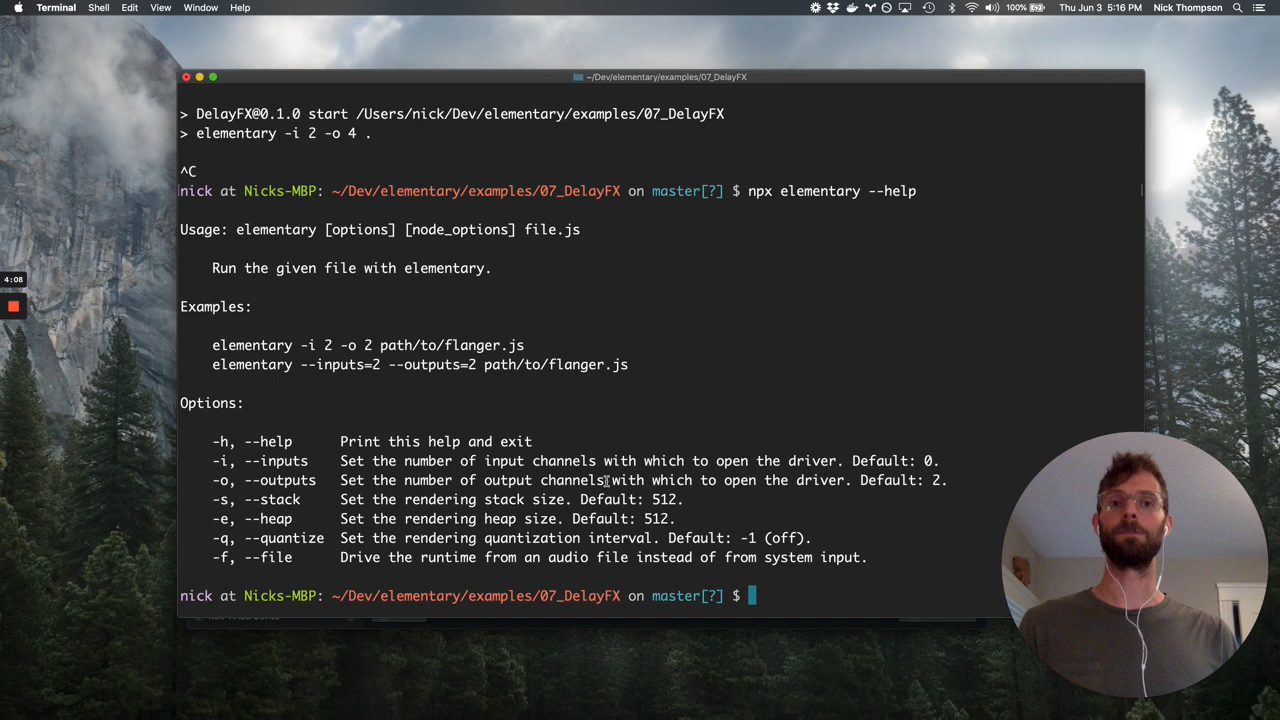 Terminal Shell Edit View Window Help 100% Thu Jun 3 5:16 PM Nick Thompson
~/Dev/elementary/examples/07_DelayFX
> DelayFX@0.1.0 start /Users/nick/Dev/elementary/examples/07_DelayFX
> elementary -i 2 -o 4 .
^C
nick at Nicks-MBP: ~/Dev/elementary/examples/07_DelayFX on master[?] $ npx elementary --help
Usage: elementary [options] [node_options] file.js
Run the given file with elementary.
4:08
Examples:
elementary -i 2 -o 2 path/to/flanger.js
elementary --inputs=2 --outputs=2 path/to/flanger.js
Options:
-h, --help Print this help and exit
-i, --inputs Set the number of input channels with which to open the driver. Default: 0.
-o, --outputs Set the number of output channels with which to open the driver. Default: 2.
-s, --stack Set the rendering stack size. Default: 512.
-e, --heap Set the rendering heap size. Default: 512.
-q, --quantize Set the rendering quantization interval. Default: -1 (off).
-f, --file Drive the runtime from an audio file instead of from system input.
nick at Nicks-MBP: ~/Dev/elementary/examples/07_DelayFX on master[?] $